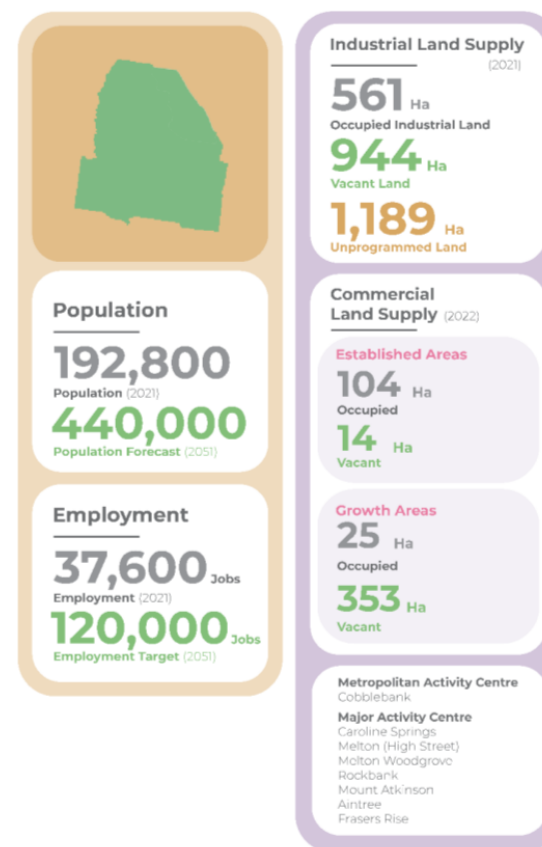 Population
192,800
Population (2021)
440,000
Population Forecast (2051)
Employment
37,600 Jobs
Employment (2021)
120,000 Jobs
Employment Target (2051)
Industrial Land Supply
(2021)
561 Ha
Occupied Industrial Land
944 Ha
Vacant Land
1,189 Ha
Unprogrammed Land
Commercial
Land Supply (2022)
Established Areas
104 Ha
Occupied
14 Ha
Vacant
Growth Areas
25 Ha
Occupied
353 Ha
Vacant
Metropolitan Activity Centre
Cobblebank
Major Activity Centre
Caroline Springs
Melton (High Street)
Melton Woodgrove
Rockbank
Mount Atkinson
Aintree
Frasers Rise